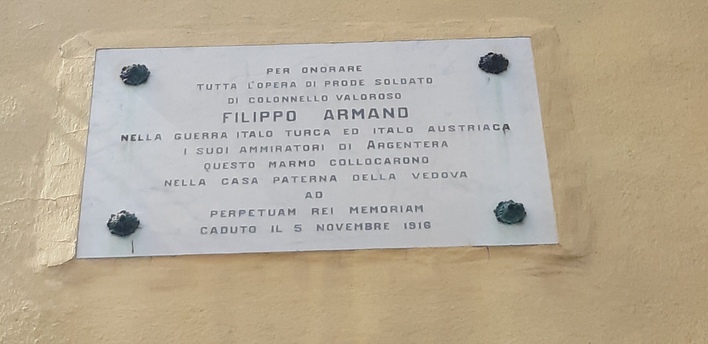 PER ONORARE
TUTTA L'OPERA DI PRODE SOLDATO
DI COLONNELLO VALOROSO
FILIPPO ARMAND
NELLA GUERRA ITALO TURCA ED ITALO AUSTRIACA
I SUOI AMMIRATORI DI ARGENTERA
QUESTO MARMO COLLOCARONO
NELLA CASA PATERNA DELLA VEDOVA
AD
PERPETUAM REI MEMORIAM
CADUTO IL 5 NOVEMBRE 1916